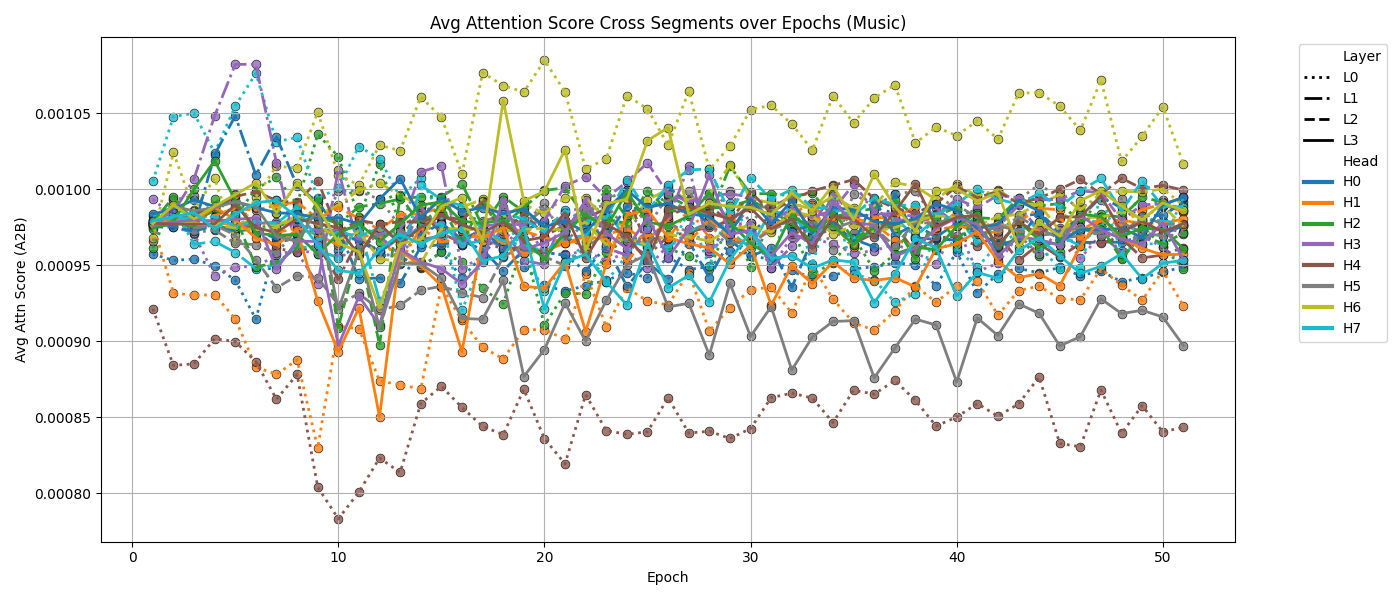 Avg Attention Score Cross Segments over Epochs (Music)
Avg Attn Score (A2B)
0.00105
0.00100
0.00095
0.00090
0.00085
0.00080
0 10 20 30 40 50
Epoch
Layer
L0
L1
L2
L3
Head
H0
H1
H2
H3
H4
H5
H6
H7